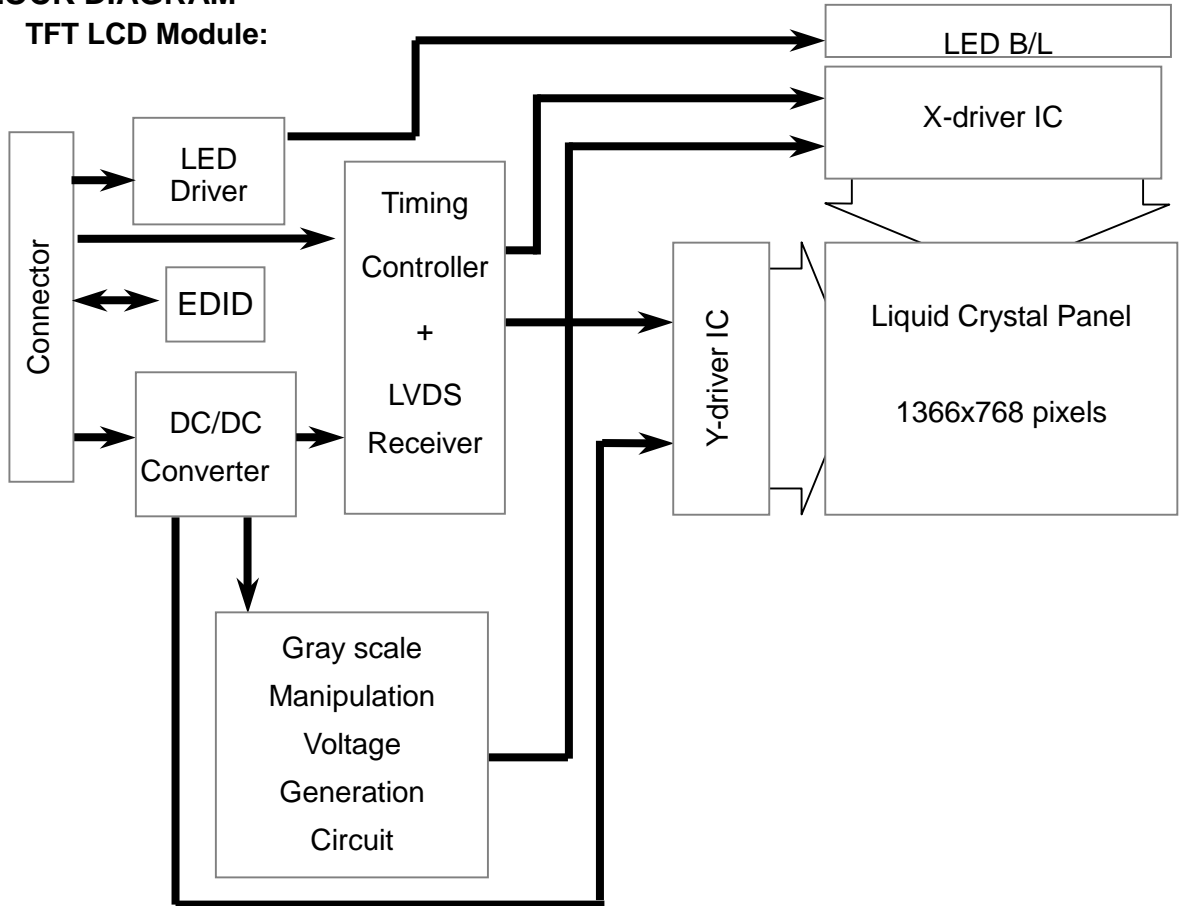 TFT LCD Module:
LED B/L
X-driver IC
LED
Driver
Timing
Controller
+
LVDS
Receiver
Connector
EDID
DC/DC
Converter
Y-driver IC
Liquid Crystal Panel
1366x768 pixels
Gray scale
Manipulation
Voltage
Generation
Circuit